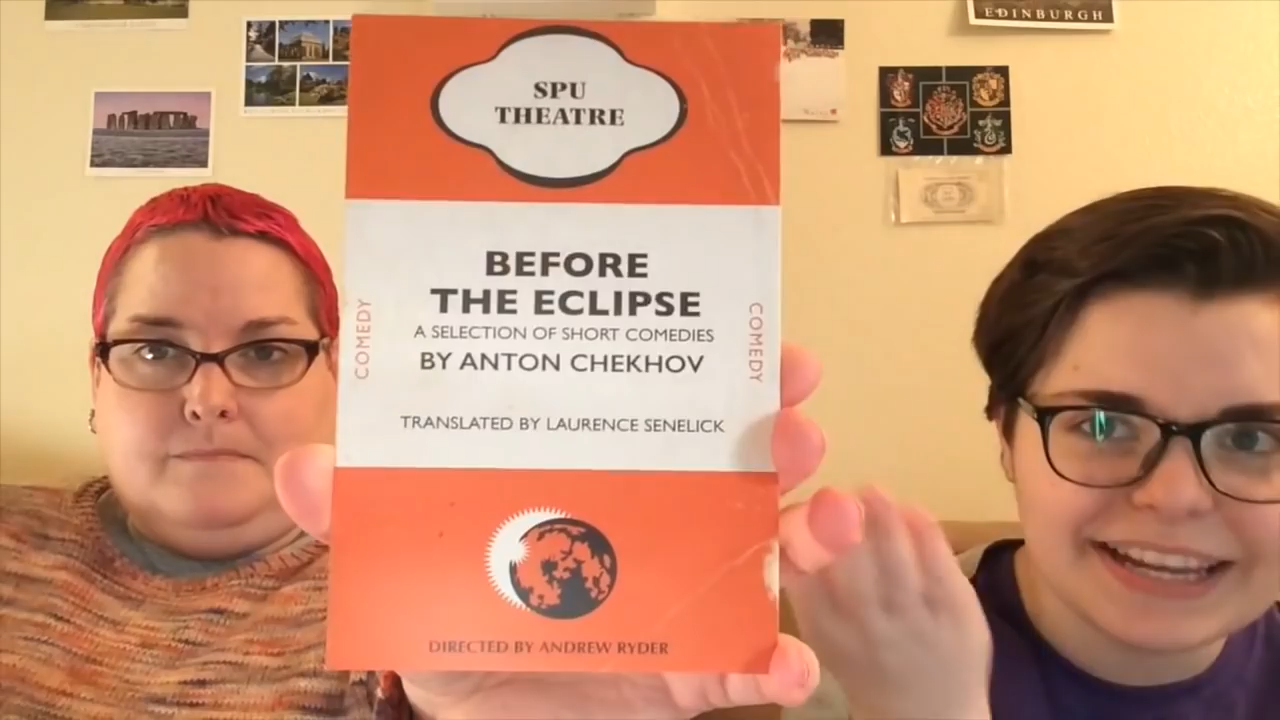 EDINBURGH
SPU
THEATRE
BEFORE
THE ECLIPSE
A SELECTION OF SHORT COMEDIES
BY ANTON CHEKHOV
COMEDY
COMEDY
TRANSLATED BY LAURENCE SENELICK
DIRECTED BY ANDREW RYDER